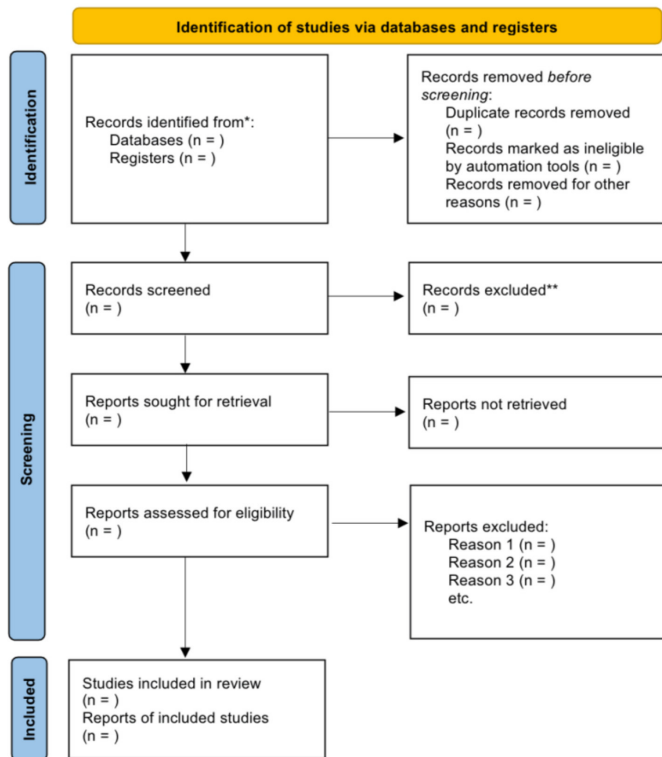 Identification of studies via databases and registers
Identification
Records identified from*:
Databases (n = )
Registers (n = )
Records removed before
screening:
Duplicate records removed
(n = )
Records marked as ineligible
by automation tools (n = )
Records removed for other
reasons (n = )
Screening
Records screened
(n = )
Records excluded**
(n = )
Reports sought for retrieval
(n = )
Reports not retrieved
(n = )
Reports assessed for eligibility
(n = )
Reports excluded:
Reason 1 (n = )
Reason 2 (n = )
Reason 3 (n = )
etc.
Included
Studies included in review
(n = )
Reports of included studies
(n = )